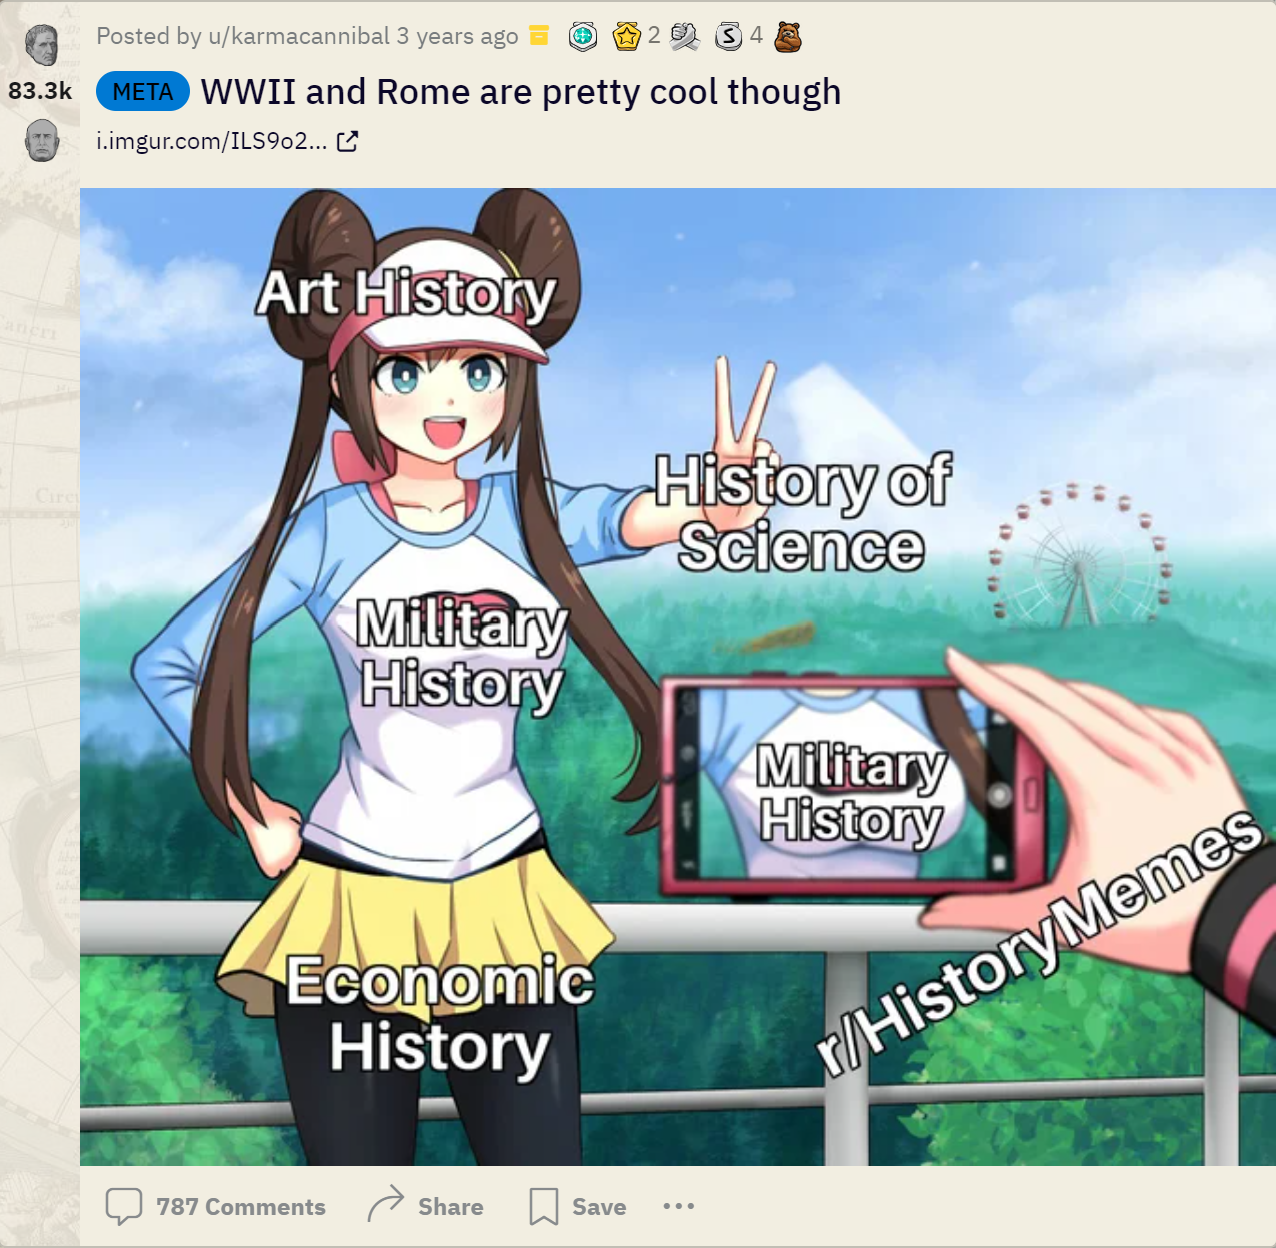 Posted by u/karmacannibal 3 years ago 2 S 4
83.3k
META WWII and Rome are pretty cool though
i.imgur.com/ILS9o2...
Art History
History of
Science
Military
History
Military
History
r/HistoryMemes
Economic
History
787 Comments Share Save ...